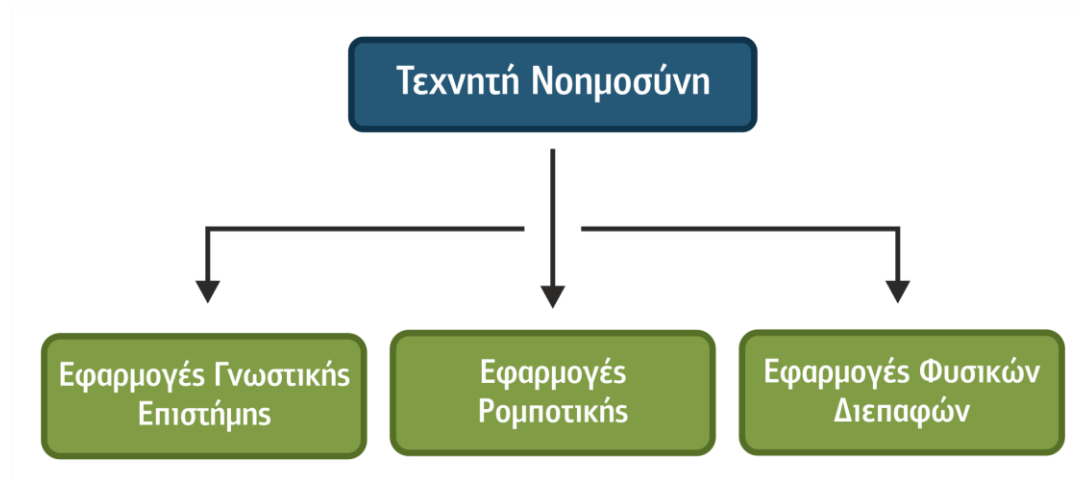 Τεχνητή Νοημοσύνη
Εφαρμογές Γνωστικής
Επιστήμης
Εφαρμογές
Ρομποτικής
Εφαρμογές Φυσικών
Διεπαφών